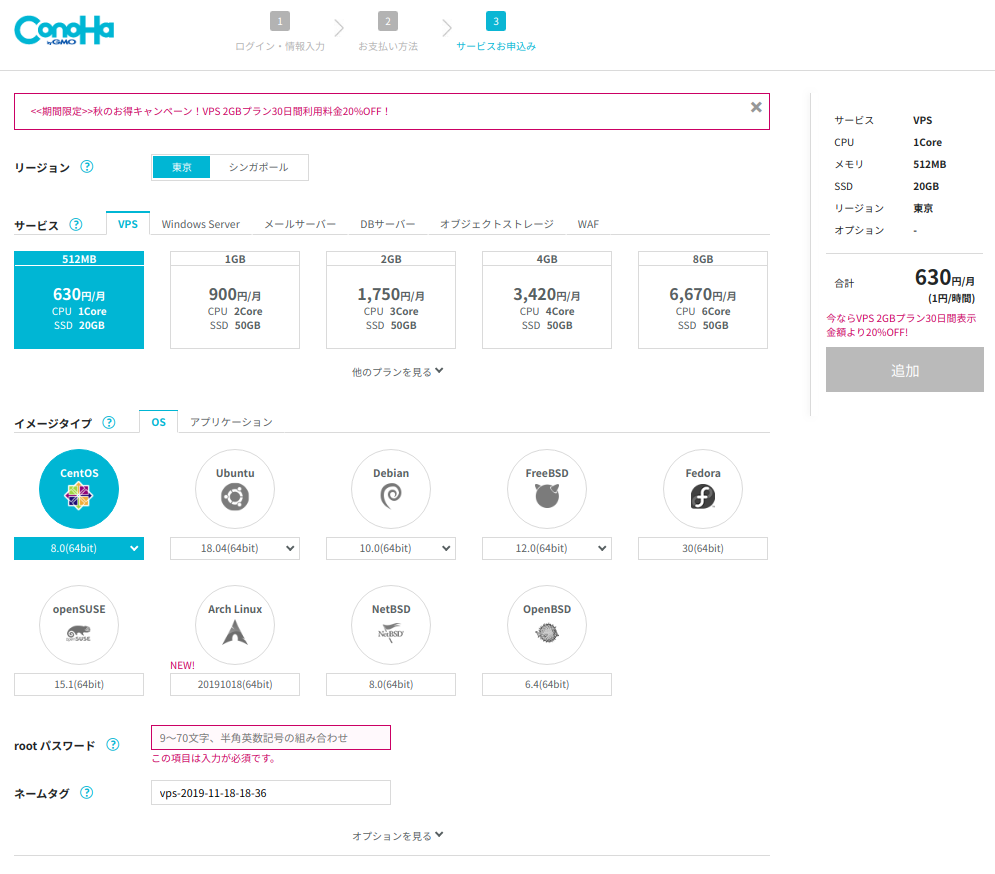 ConoHa
by GMO
1
2
3
ログイン・情報入力
お支払い方法
サービスお申込み
<<期間限定>>秋のお得キャンペーン！VPS 2GBプラン30日間利用料金20%OFF！
リージョン ?
東京
シンガポール
サービス ?
VPS
Windows Server
メールサーバー
DBサーバー
オブジェクトストレージ
WAF
512MB
630円/月
CPU 1Core
SSD 20GB
1GB
900円/月
CPU 2Core
SSD 50GB
2GB
1,750円/月
CPU 3Core
SSD 50GB
4GB
3,420円/月
CPU 4Core
SSD 50GB
8GB
6,670円/月
CPU 6Core
SSD 50GB
他のプランを見る
イメージタイプ ?
OS
アプリケーション
CentOS
8.0(64bit)
Ubuntu
18.04(64bit)
Debian
10.0(64bit)
FreeBSD
12.0(64bit)
Fedora
30(64bit)
openSUSE
openSUSE
15.1(64bit)
Arch Linux
NEW!
20191018(64bit)
NetBSD
NetBSD
8.0(64bit)
OpenBSD
6.4(64bit)
root パスワード ?
9～70文字、半角英数記号の組み合わせ
この項目は入力が必須です。
ネームタグ ?
vps-2019-11-18-18-36
オプションを見る
サービス VPS
CPU 1Core
メモリ 512MB
SSD 20GB
リージョン 東京
オプション -
合計 630円/月
(1円/時間)
今ならVPS 2GBプラン30日間表示
金額より20%OFF!
追加